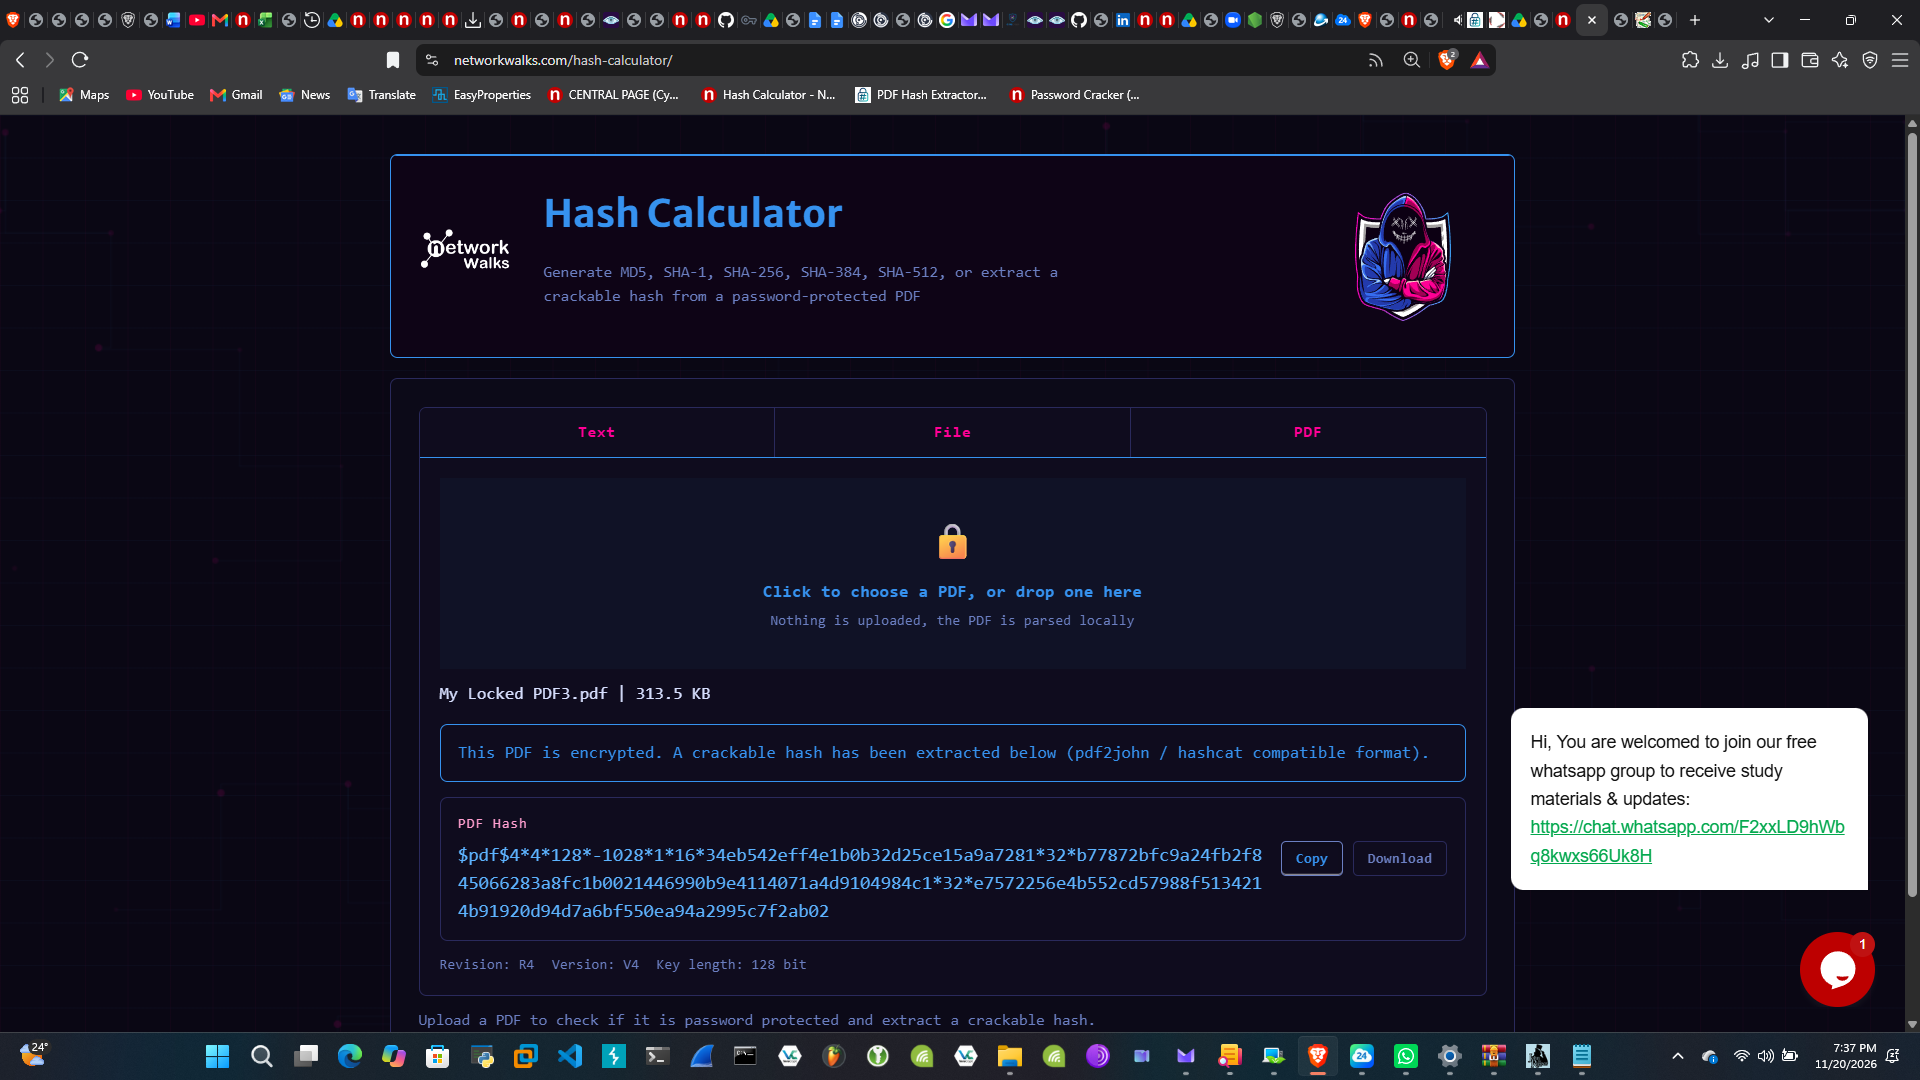 networkwalks.com/hash-calculator/
2
Maps
YouTube
Gmail
News
Translate
EasyProperties
CENTRAL PAGE (Cy...
Hash Calculator - N...
PDF Hash Extractor...
Password Cracker (...
network
Walks
Hash Calculator
Generate MD5, SHA-1, SHA-256, SHA-384, SHA-512, or extract a
crackable hash from a password-protected PDF
Text
File
PDF
Click to choose a PDF, or drop one here
Nothing is uploaded, the PDF is parsed locally
My Locked PDF3.pdf | 313.5 KB
This PDF is encrypted. A crackable hash has been extracted below (pdf2john / hashcat compatible format).
PDF Hash
$pdf$4*4*128*-1028*1*16*34eb542eff4e1b0b32d25ce15a9a7281*32*b77872bfc9a24fb2f8
45066283a8fc1b0021446990b9e4114071a4d9104984c1*32*e7572256e4b552cd57988f513421
4b91920d94d7a6bf550ea94a2995c7f2ab02
Copy
Download
Revision: R4 Version: V4 Key length: 128 bit
Upload a PDF to check if it is password protected and extract a crackable hash.
Hi, You are welcomed to join our free
whatsapp group to receive study
materials & updates:
https://chat.whatsapp.com/F2xxLD9hWb
q8kwxs66Uk8H
1
24°
7:37 PM
11/20/2026